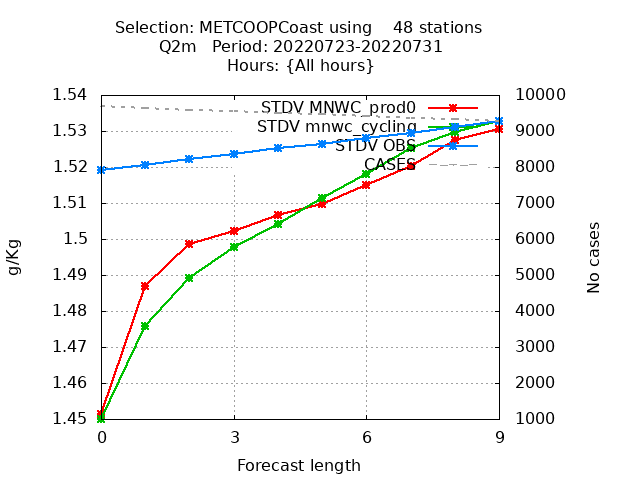 Selection: METCOOPCoast using    48 stations
Q2m   Period: 20220723-20220731
Hours: {All hours}
1.54
1.53
1.52
1.51
1.5
1.49
1.48
1.47
1.46
1.45
10000
9000
8000
7000
6000
5000
4000
3000
2000
1000
STDV MNWC_prod0
STDV mnwc_cycling
STDV OBS
CASES
g/Kg
No cases
0
3
6
9
Forecast length